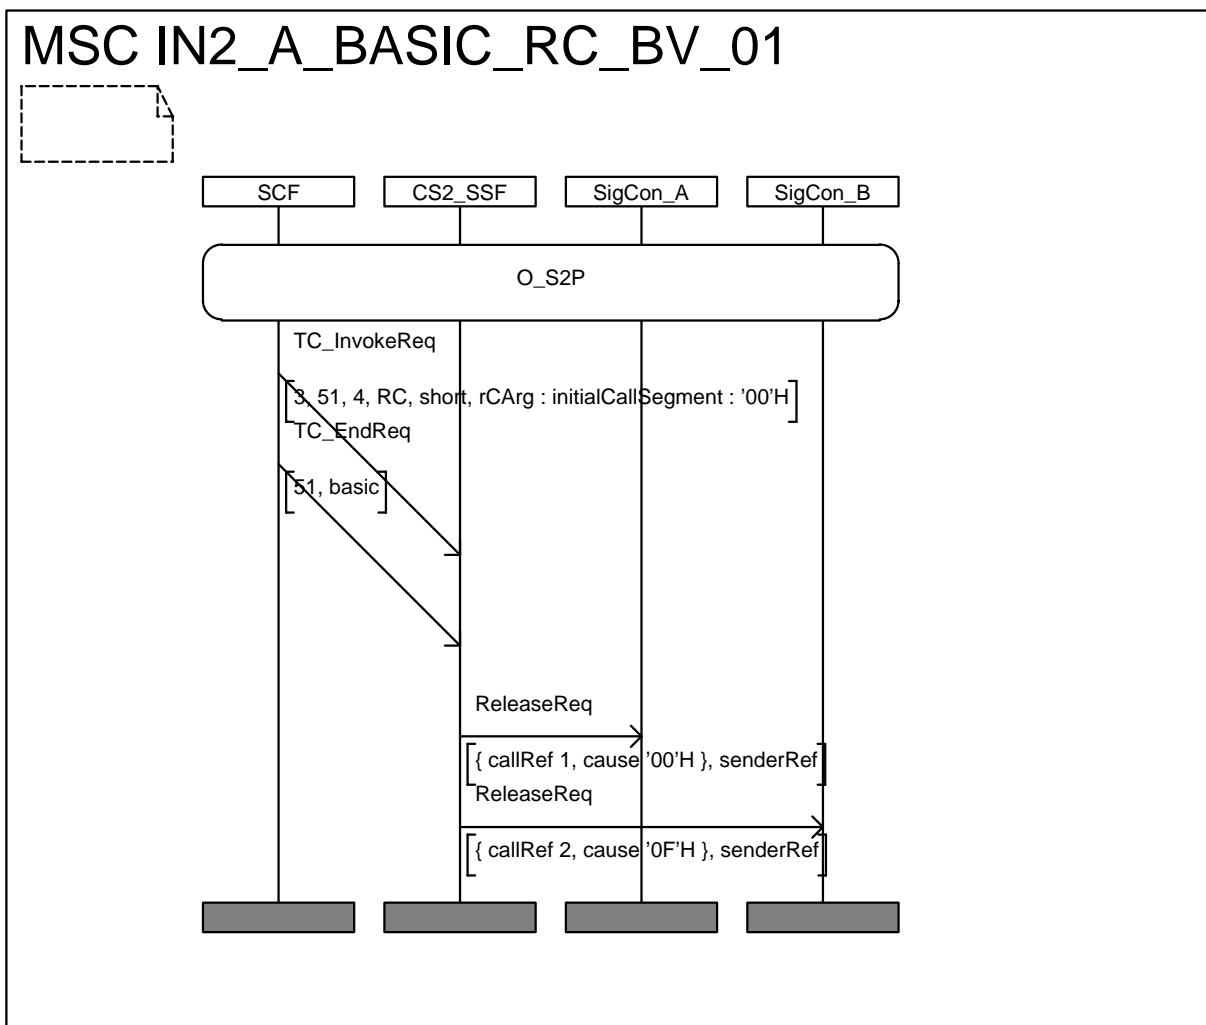 MSC IN2_A_BASIC_RC_BV_01
SCF
CS2_SSF
SigCon_A
SigCon_B
O_S2P
TC_InvokeReq
3, 51, 4, RC, short, rCArg : initialCallSegment : ’00’H
TC_EndReq
51, basic
ReleaseReq
{ callRef 1, cause ’00’H }, senderRef
ReleaseReq
{ callRef 2, cause ’0F’H }, senderRef